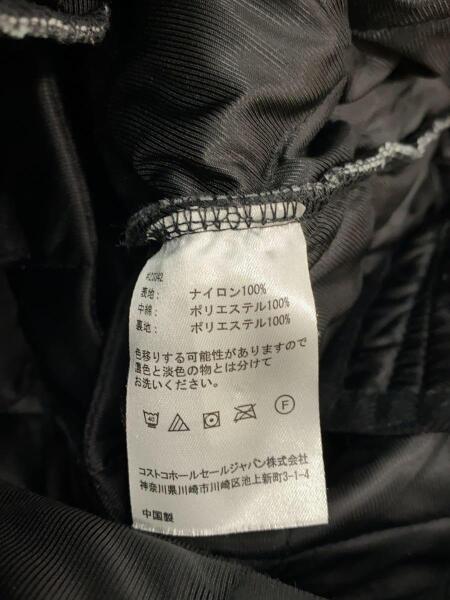 表地: ナイロン100%
中綿: ポリエステル100%
裏地: ポリエステル100%
色移りする可能性がありますので
濃色と淡色の物とは分けて
お洗いください。
40
F
コストコホールセールジャパン株式会社
神奈川県川崎市川崎区池上新町3-1-4
中国製